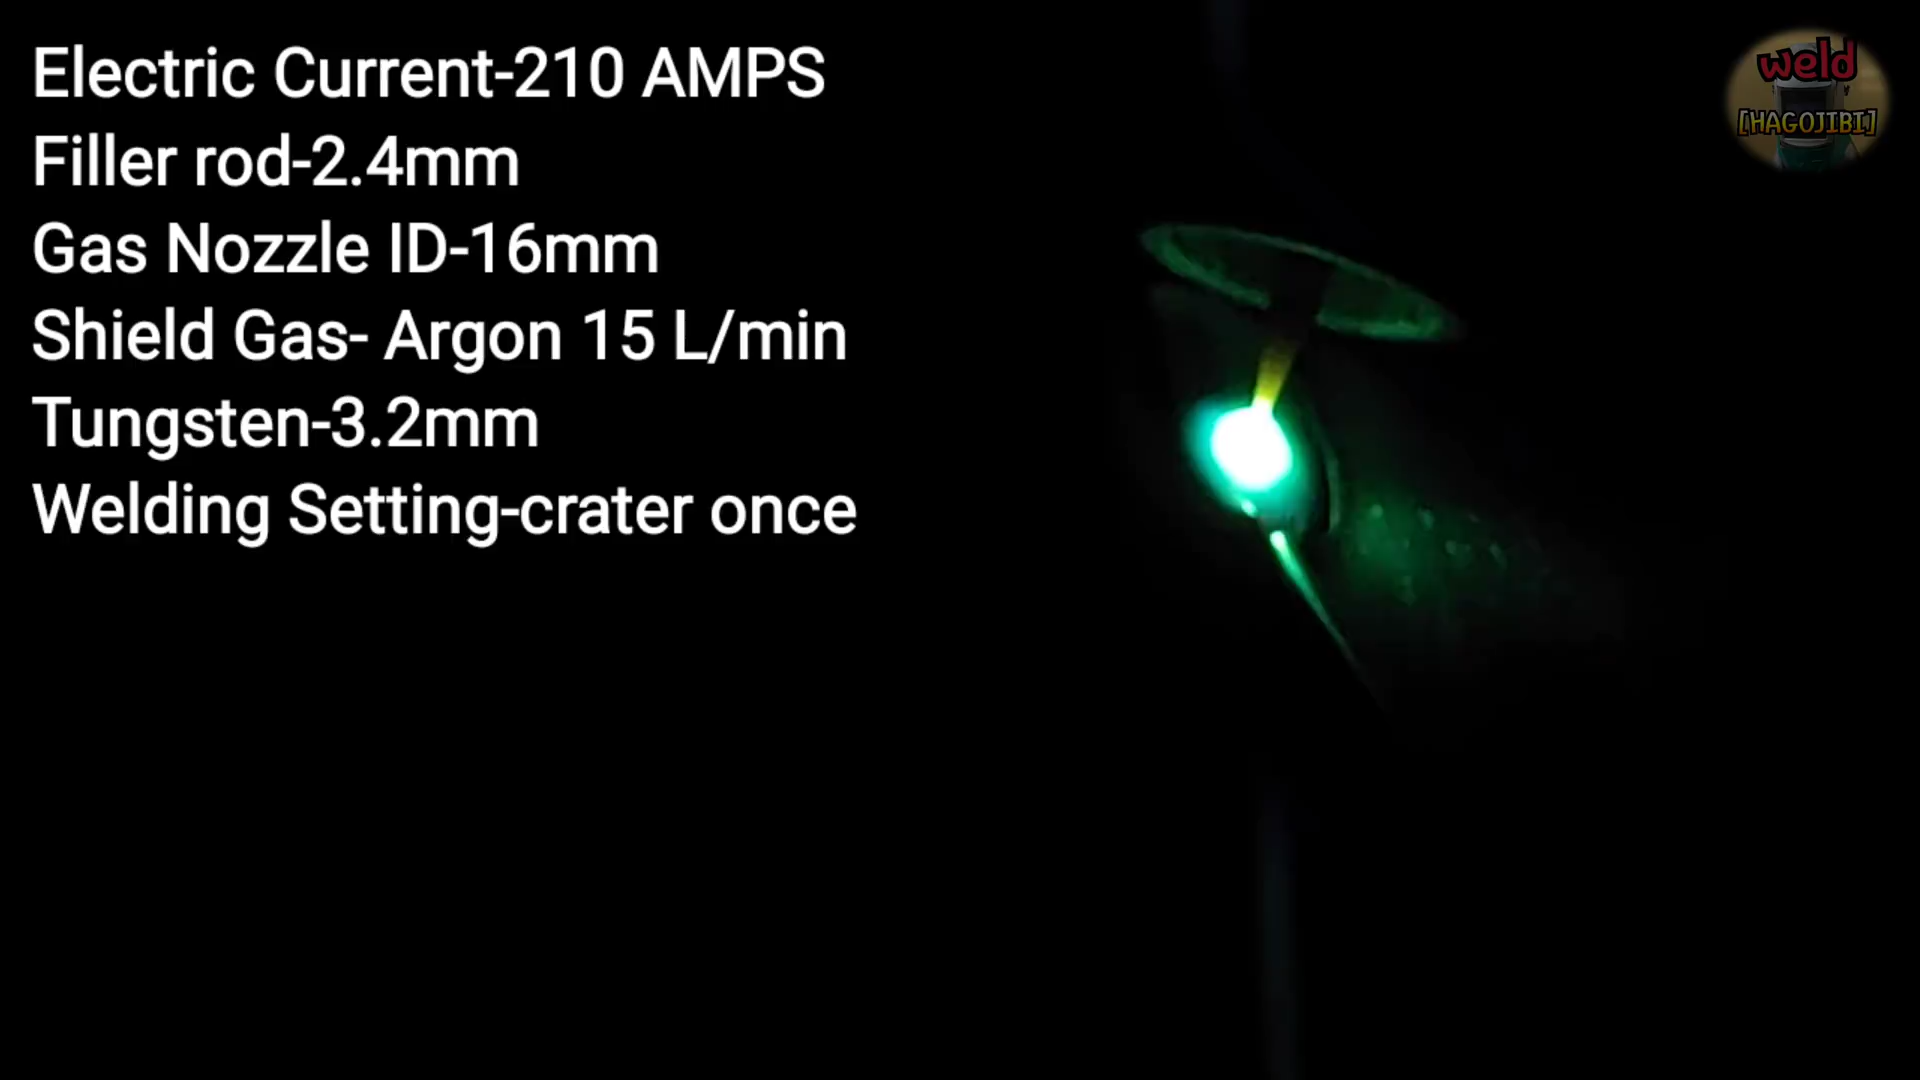 Electric Current-210 AMPS
Filler rod-2.4mm
Gas Nozzle ID-16mm
Shield Gas- Argon 15 L/min
Tungsten-3.2mm
Welding Setting-crater once
weld
[HAGOJIBI]